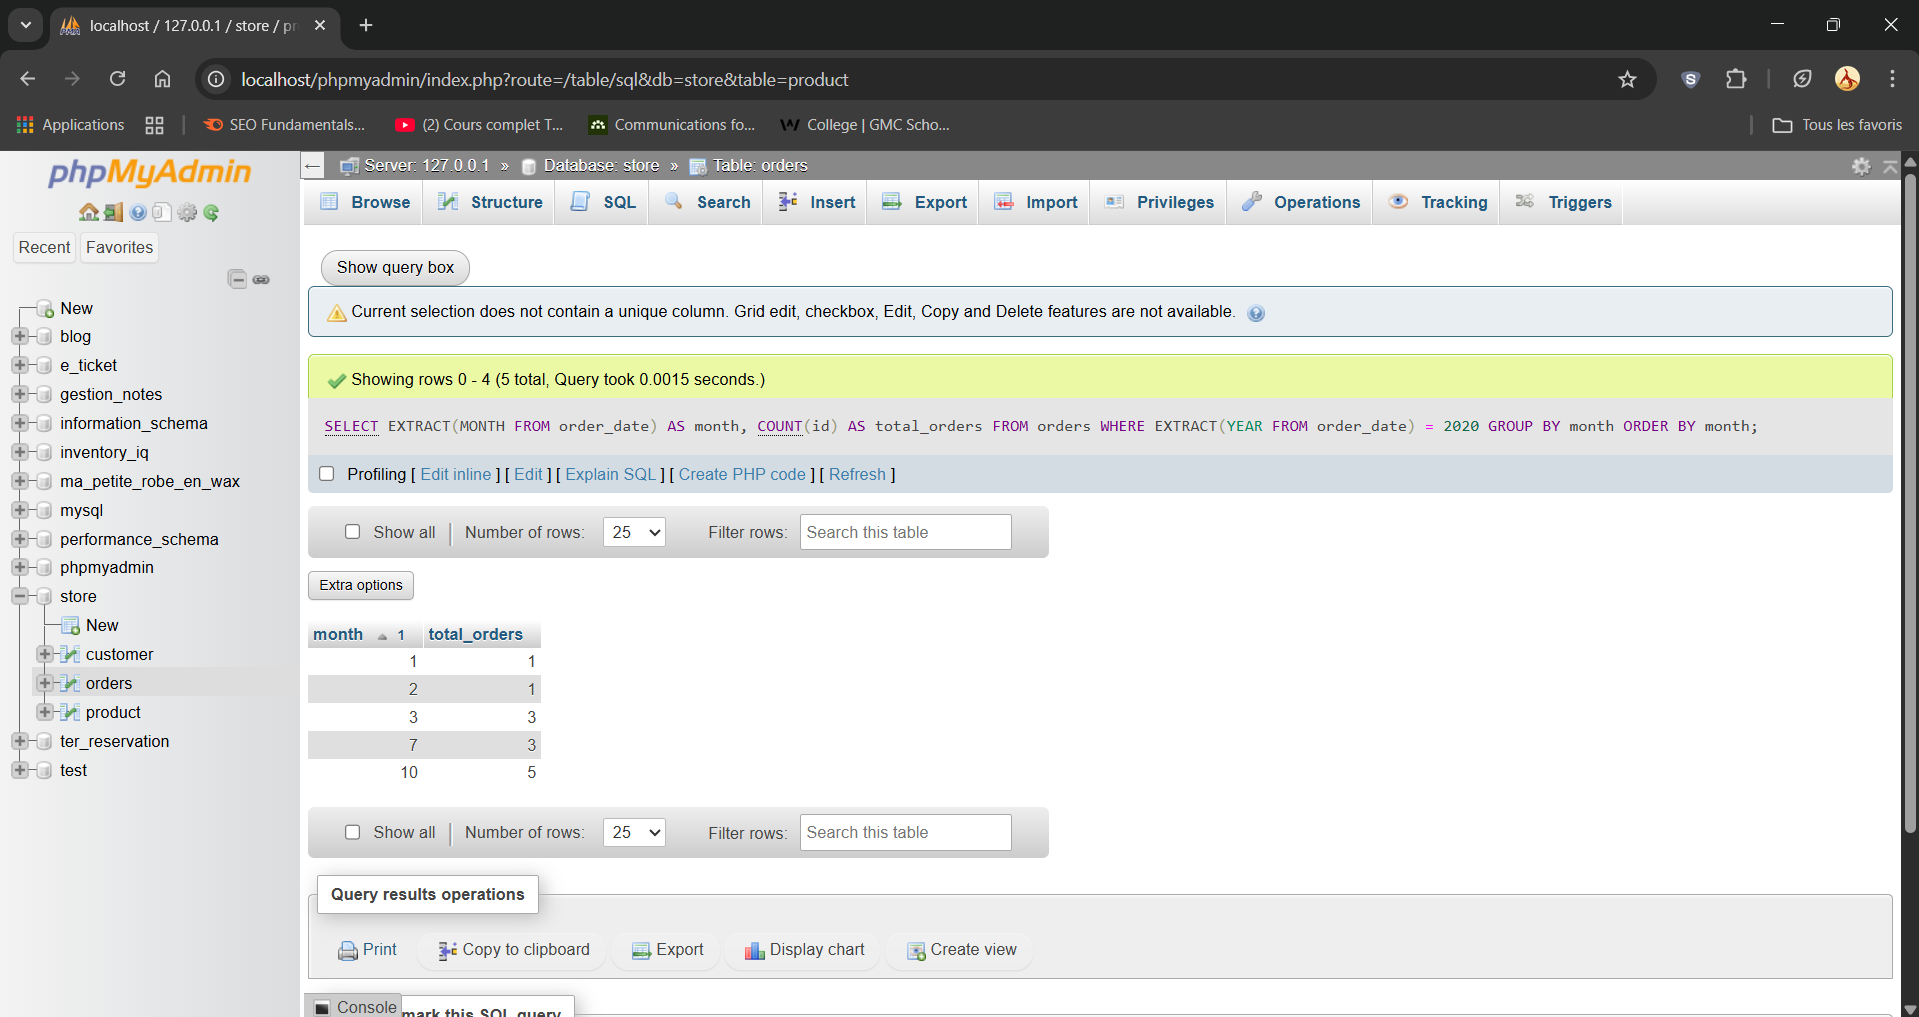 localhost / 127.0.0.1 / store / pr
localhost/phpmyadmin/index.php?route=/table/sql&db=store&table=product
Applications
SEO Fundamentals...
(2) Cours complet T...
Communications fo...
College | GMC Scho...
Tous les favoris
phpMyAdmin
Recent
Favorites
New
blog
e_ticket
gestion_notes
information_schema
inventory_iq
ma_petite_robe_en_wax
mysql
performance_schema
phpmyadmin
store
New
customer
orders
product
ter_reservation
test
Server: 127.0.0.1 » Database: store » Table: orders
Browse
Structure
SQL
Search
Insert
Export
Import
Privileges
Operations
Tracking
Triggers
Show query box
Current selection does not contain a unique column. Grid edit, checkbox, Edit, Copy and Delete features are not available.
Showing rows 0 - 4 (5 total, Query took 0.0015 seconds.)
SELECT EXTRACT(MONTH FROM order_date) AS month, COUNT(id) AS total_orders FROM orders WHERE EXTRACT(YEAR FROM order_date) = 2020 GROUP BY month ORDER BY month;
Profiling [ Edit inline ] [ Edit ] [ Explain SQL ] [ Create PHP code ] [ Refresh ]
Show all | Number of rows: 25 Filter rows: Search this table
Extra options
month 1 total_orders
1 1
2 1
3 3
7 3
10 5
Show all | Number of rows: 25 Filter rows: Search this table
Query results operations
Print
Copy to clipboard
Export
Display chart
Create view
Console
mark this SQL query